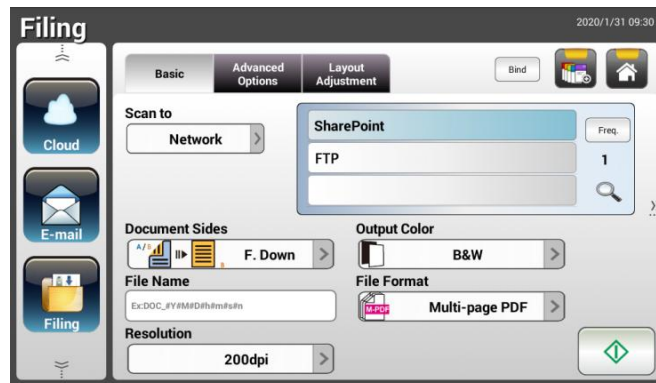 Filing
2020/1/31 09:30
Basic
Advanced Options
Layout Adjustment
Bind
Cloud
E-mail
Filing
Scan to
Network
SharePoint
FTP
Freq.
1
Document Sides
A/B
F. Down
Output Color
B&W
File Name
Ex:DOC_#Y#M#D#h#m#s#n
File Format
M-PDF
Multi-page PDF
Resolution
200dpi